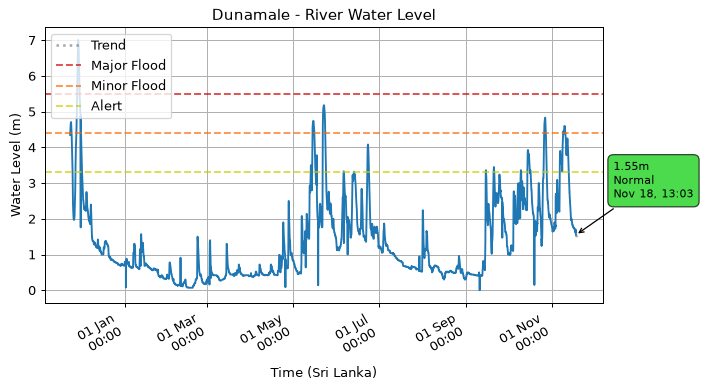 Dunamale - River Water Level
7
6
5
4
3
2
1
0
Water Level (m)
Trend
Major Flood
Minor Flood
Alert
1.55m
Normal
Nov 18, 13:03
01 Jan
00:00
01 Mar
00:00
01 May
00:00
01 Jul
00:00
01 Sep
00:00
01 Nov
00:00
Time (Sri Lanka)